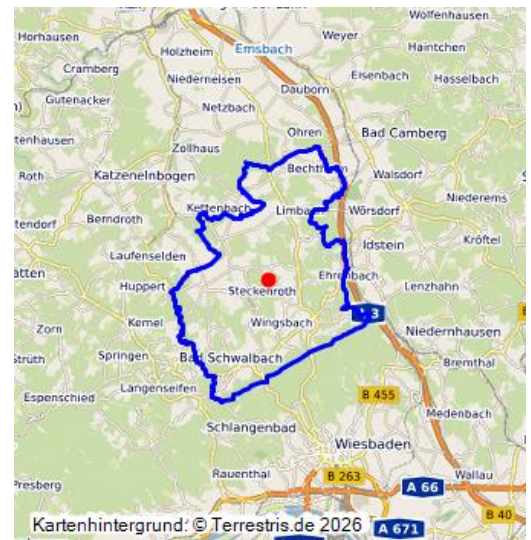 Horhausen
Holzheim
Emsbach
Weyer
Wolfenhausen
Haintchen
Cramberg
Niederneisen
Eisenbach
Hasselbach
Gutenacker
Netzbach
Dauborn
Ohren
Bad Camberg
Zollhaus
Roth
Katzenelnbogen
Bechtheim
Walsdorf
Kettenbach
Limbach
Wörsdorf
Niederems
Berndroth
Idstein
Kröftel
Laufenselden
Ehrenbach
Huppert
Steckenroth
Lenzhahn
Zorn
Kemel
Wingsbach
Niedernhausen
Strüth
Springen
Bad Schwalbach
Bremthal
Espenschied
Langenseifen
B 455
Medenbach
Schlangenbad
Wiesbaden
Presberg
Rauenthal
B 263
A 66
Wallau
B 40
Kartenhintergrund: © Terrestris.de 2026
A 671